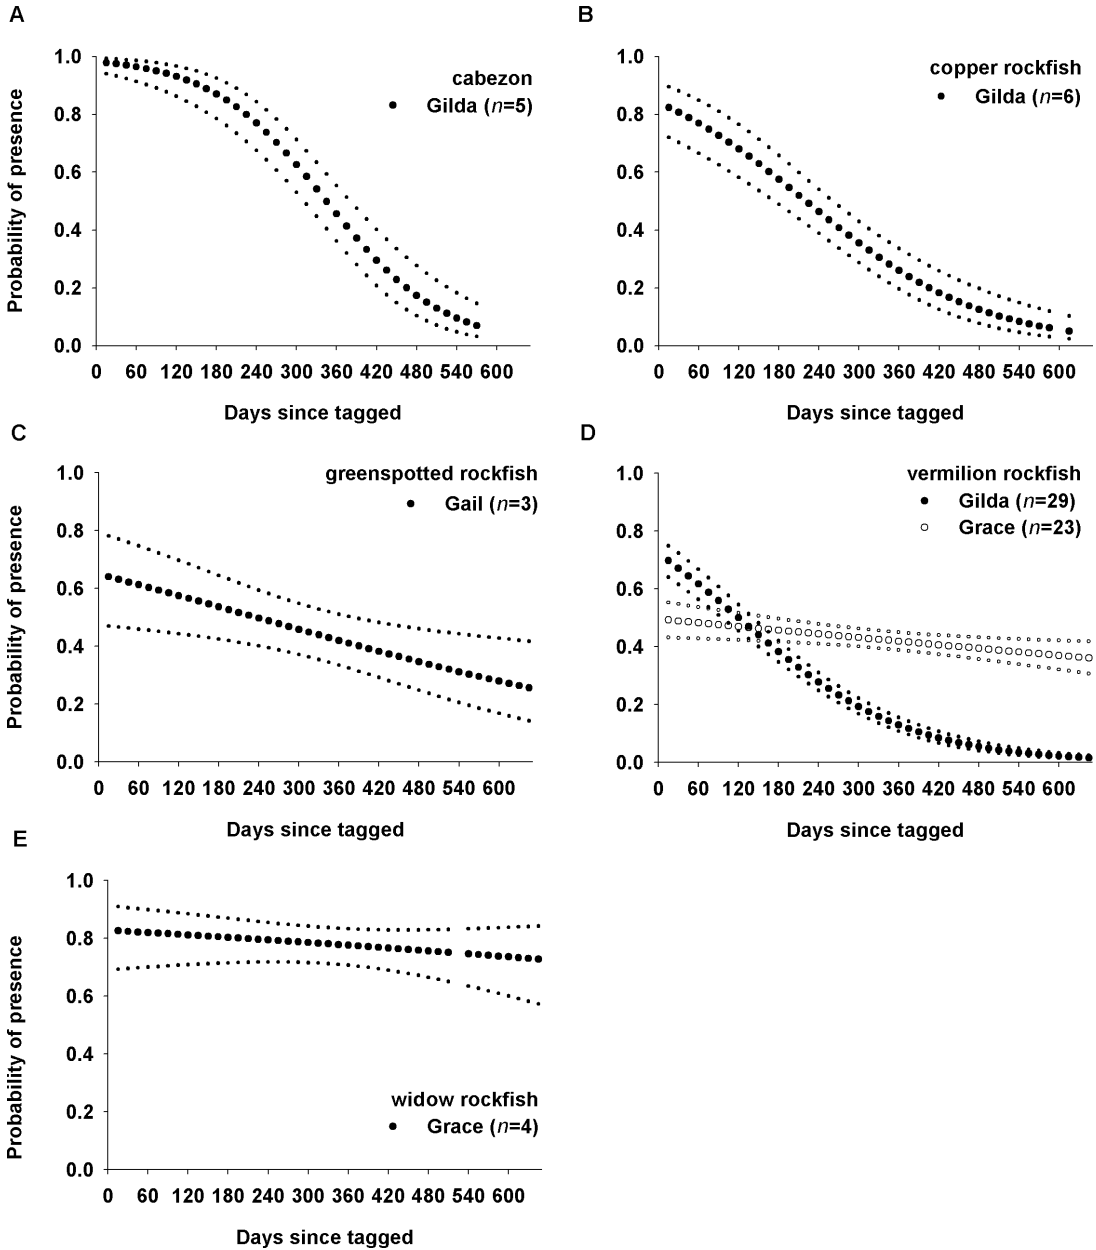 A
1.0
0.8
0.6
0.4
0.2
0.0
Probability of presence
cabezon
Gilda (n=5)
0 60 120 180 240 300 360 420 480 540 600
Days since tagged
B
1.0
0.8
0.6
0.4
0.2
0.0
copper rockfish
Gilda (n=6)
0 60 120 180 240 300 360 420 480 540 600
Days since tagged
C
1.0
0.8
0.6
0.4
0.2
0.0
Probability of presence
greenspotted rockfish
Gail (n=3)
0 60 120 180 240 300 360 420 480 540 600
Days since tagged
D
1.0
0.8
0.6
0.4
0.2
0.0
vermilion rockfish
Gilda (n=29)
Grace (n=23)
0 60 120 180 240 300 360 420 480 540 600
Days since tagged
E
1.0
0.8
0.6
0.4
0.2
0.0
Probability of presence
widow rockfish
Grace (n=4)
0 60 120 180 240 300 360 420 480 540 600
Days since tagged